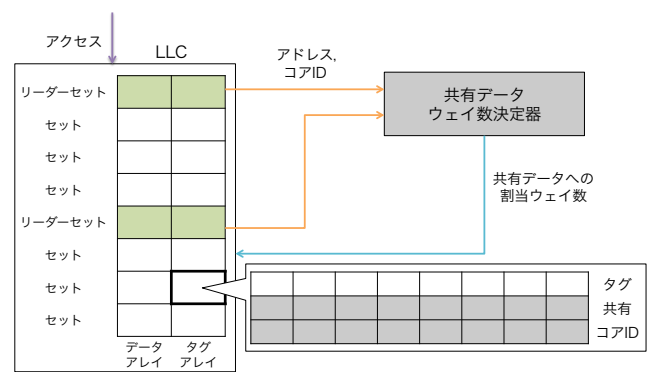 アクセス
LLC
アドレス,
コアID
リーダーセット
セット
セット
セット
リーダーセット
セット
セット
セット
データ
アレイ
タグ
アレイ
共有データ
ウェイ数決定器
共有データへの
割当ウェイ数
タグ
共有
コアID